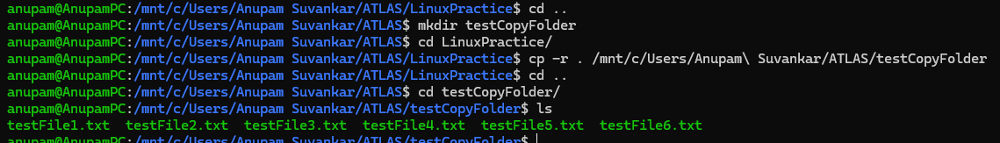 anupam@AnupamPC:/mnt/c/Users/Anupam Suvankar/ATLAS/LinuxPractice$ cd ..
anupam@AnupamPC:/mnt/c/Users/Anupam Suvankar/ATLAS$ mkdir testCopyFolder
anupam@AnupamPC:/mnt/c/Users/Anupam Suvankar/ATLAS$ cd LinuxPractice/
anupam@AnupamPC:/mnt/c/Users/Anupam Suvankar/ATLAS/LinuxPractice$ cp -r . /mnt/c/Users/Anupam\ Suvankar/ATLAS/testCopyFolder
anupam@AnupamPC:/mnt/c/Users/Anupam Suvankar/ATLAS/LinuxPractice$ cd ..
anupam@AnupamPC:/mnt/c/Users/Anupam Suvankar/ATLAS$ cd testCopyFolder/
anupam@AnupamPC:/mnt/c/Users/Anupam Suvankar/ATLAS/testCopyFolder$ ls
testFile1.txt  testFile2.txt  testFile3.txt  testFile4.txt  testFile5.txt  testFile6.txt
anupam@AnupamPC:/mnt/c/Users/Anupam Suvankar/ATLAS/testCopyFolder$